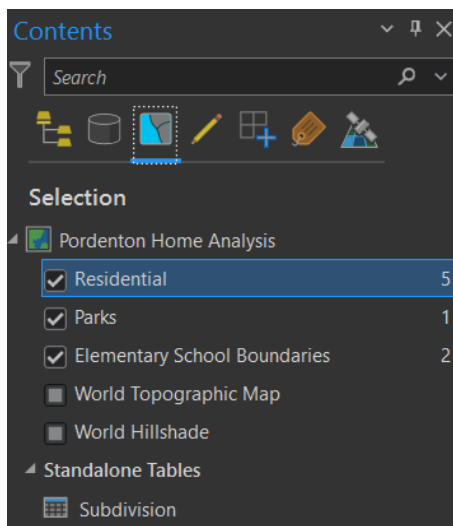 Contents
Search
Selection
Pordenton Home Analysis
Residential 5
Parks 1
Elementary School Boundaries 2
World Topographic Map
World Hillshade
Standalone Tables
Subdivision